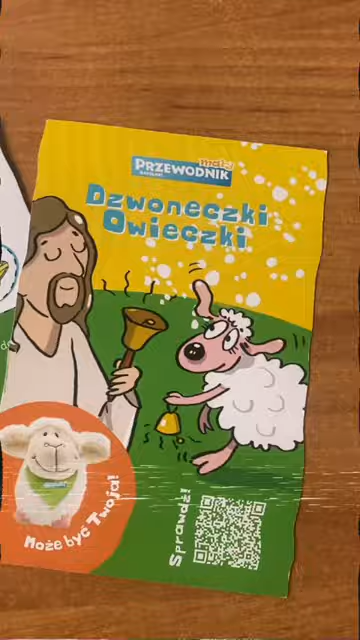 mały
PRZEWODNIK
Dzwoneczki
Owieczki
Może być Twoja!
Sprawdź!